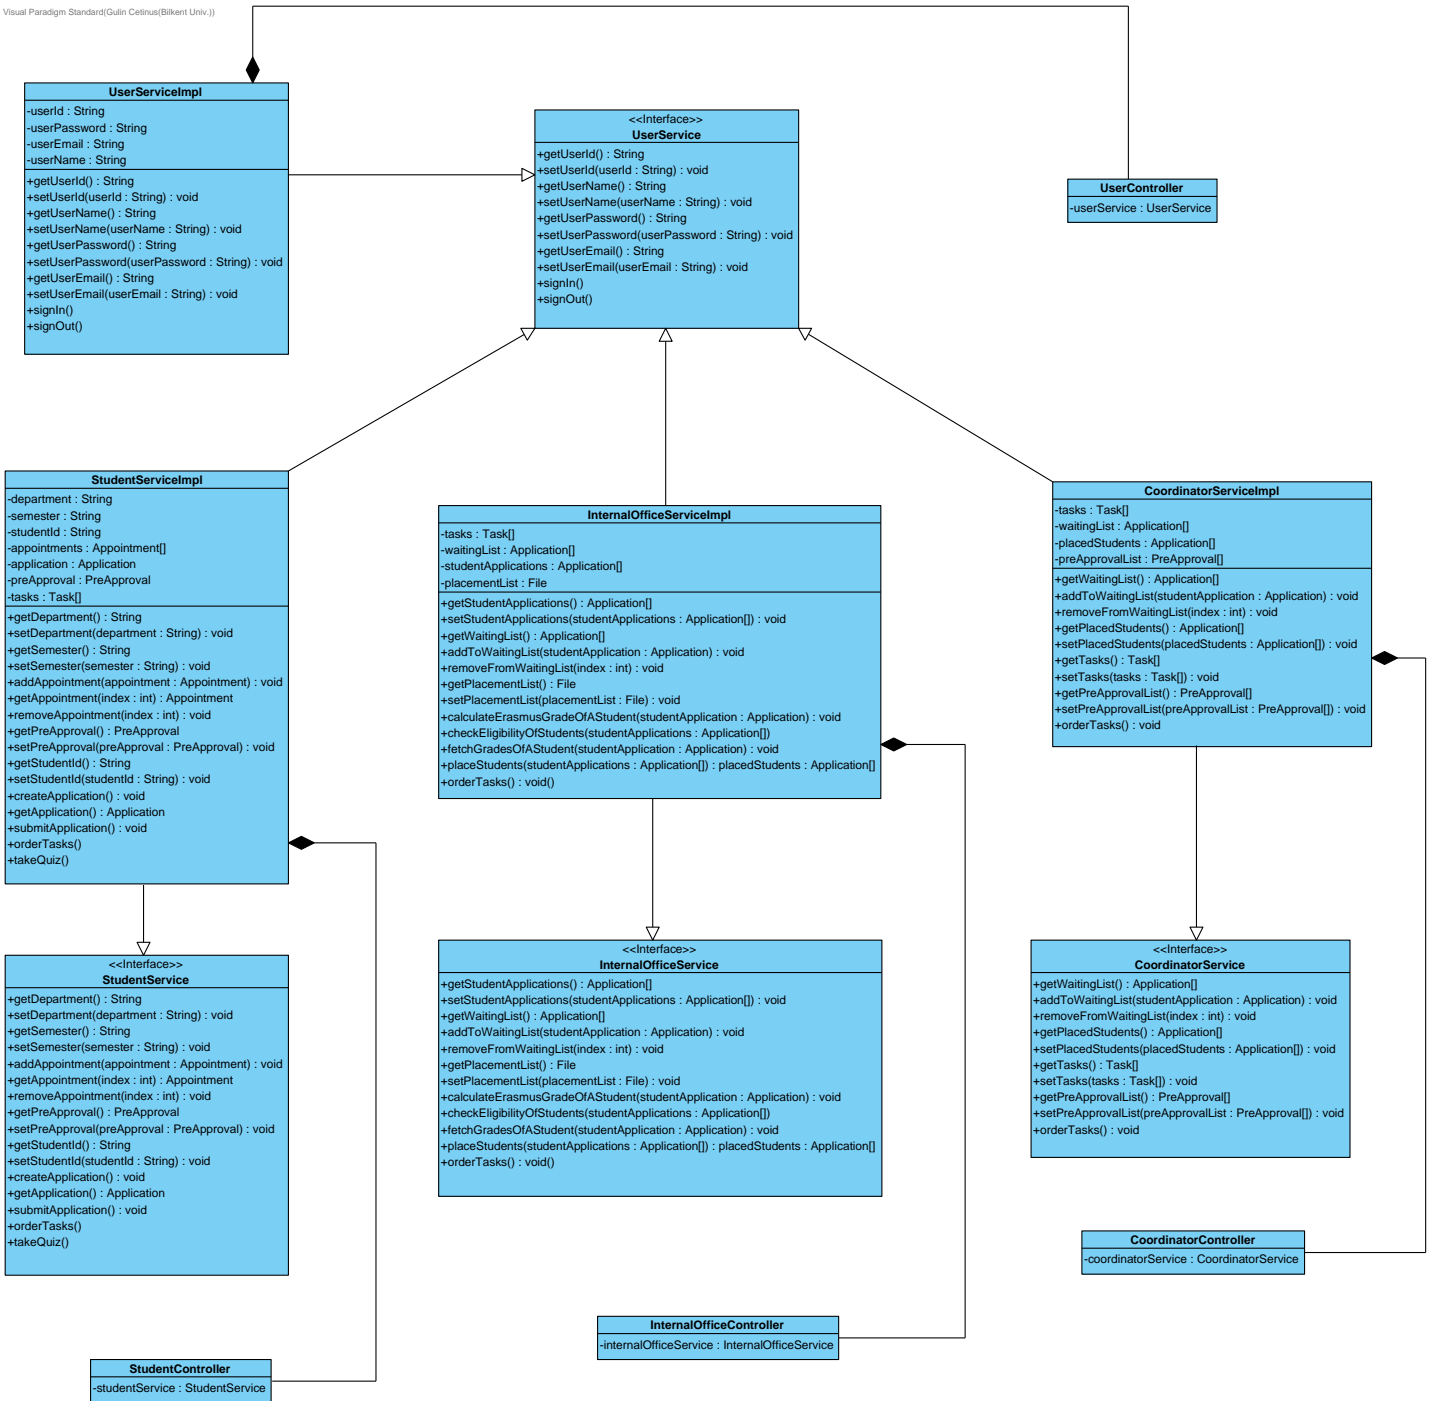 Visual Paradigm Standard(Gulin Cetinus(Bilkent Univ.))
UserServiceImpl
-userId : String
-userPassword : String
-userEmail : String
-userName : String
+getUserId() : String
+setUserId(userId : String) : void
+getUserName() : String
+setUserName(userName : String) : void
+getUserPassword() : String
+setUserPassword(userPassword : String) : void
+getUserEmail() : String
+setUserEmail(userEmail : String) : void
+signIn()
+signOut()
<<Interface>>
UserService
+getUserId() : String
+setUserId(userId : String) : void
+getUserName() : String
+setUserName(userName : String) : void
+getUserPassword() : String
+setUserPassword(userPassword : String) : void
+getUserEmail() : String
+setUserEmail(userEmail : String) : void
+signIn()
+signOut()
UserController
-userService : UserService
StudentServiceImpl
-department : String
-semester : String
-studentId : String
-appointments : Appointment[]
-application : Application
-preApproval : PreApproval
-tasks : Task[]
+getDepartment() : String
+setDepartment(department : String) : void
+getSemester() : String
+setSemester(semester : String) : void
+addAppointment(appointment : Appointment) : void
+getAppointment(index : int) : Appointment
+removeAppointment(index : int) : void
+getPreApproval() : PreApproval
+setPreApproval(preApproval : PreApproval) : void
+getStudentId() : String
+setStudentId(studentId : String) : void
+createApplication() : void
+getApplication() : Application
+submitApplication() : void
+orderTasks()
+takeQuiz()
InternalOfficeServiceImpl
-tasks : Task[]
-waitingList : Application[]
-studentApplications : Application[]
-placementList : File
+getStudentApplications() : Application[]
+setStudentApplications(studentApplications : Application[]) : void
+getWaitingList() : Application[]
+addToWaitingList(studentApplication : Application) : void
+removeFromWaitingList(index : int) : void
+getPlacementList() : File
+setPlacementList(placementList : File) : void
+calculateErasmusGradeOfAStudent(studentApplication : Application) : void
+checkEligibilityOfStudents(studentApplications : Application[])
+fetchGradesOfAStudent(studentApplication : Application) : void
+placeStudents(studentApplications : Application[]) : placedStudents : Application[]
+orderTasks() : void()
CoordinatorServiceImpl
-tasks : Task[]
-waitingList : Application[]
-placedStudents : Application[]
-preApprovalList : PreApproval[]
+getWaitingList() : Application[]
+addToWaitingList(studentApplication : Application) : void
+removeFromWaitingList(index : int) : void
+getPlacedStudents() : Application[]
+setPlacedStudents(placedStudents : Application[]) : void
+getTasks() : Task[]
+setTasks(tasks : Task[]) : void
+getPreApprovalList() : PreApproval[]
+setPreApprovalList(preApprovalList : PreApproval[]) : void
+orderTasks() : void
<<Interface>>
StudentService
+getDepartment() : String
+setDepartment(department : String) : void
+getSemester() : String
+setSemester(semester : String) : void
+addAppointment(appointment : Appointment) : void
+getAppointment(index : int) : Appointment
+removeAppointment(index : int) : void
+getPreApproval() : PreApproval
+setPreApproval(preApproval : PreApproval) : void
+getStudentId() : String
+setStudentId(studentId : String) : void
+createApplication() : void
+getApplication() : Application
+submitApplication() : void
+orderTasks()
+takeQuiz()
<<Interface>>
InternalOfficeService
+getStudentApplications() : Application[]
+setStudentApplications(studentApplications : Application[]) : void
+getWaitingList() : Application[]
+addToWaitingList(studentApplication : Application) : void
+removeFromWaitingList(index : int) : void
+getPlacementList() : File
+setPlacementList(placementList : File) : void
+calculateErasmusGradeOfAStudent(studentApplication : Application) : void
+checkEligibilityOfStudents(studentApplications : Application[])
+fetchGradesOfAStudent(studentApplication : Application) : void
+placeStudents(studentApplications : Application[]) : placedStudents : Application[]
+orderTasks() : void()
<<Interface>>
CoordinatorService
+getWaitingList() : Application[]
+addToWaitingList(studentApplication : Application) : void
+removeFromWaitingList(index : int) : void
+getPlacedStudents() : Application[]
+setPlacedStudents(placedStudents : Application[]) : void
+getTasks() : Task[]
+setTasks(tasks : Task[]) : void
+getPreApprovalList() : PreApproval[]
+setPreApprovalList(preApprovalList : PreApproval[]) : void
+orderTasks() : void
CoordinatorController
-coordinatorService : CoordinatorService
InternalOfficeController
-internalOfficeService : InternalOfficeService
StudentController
-studentService : StudentService